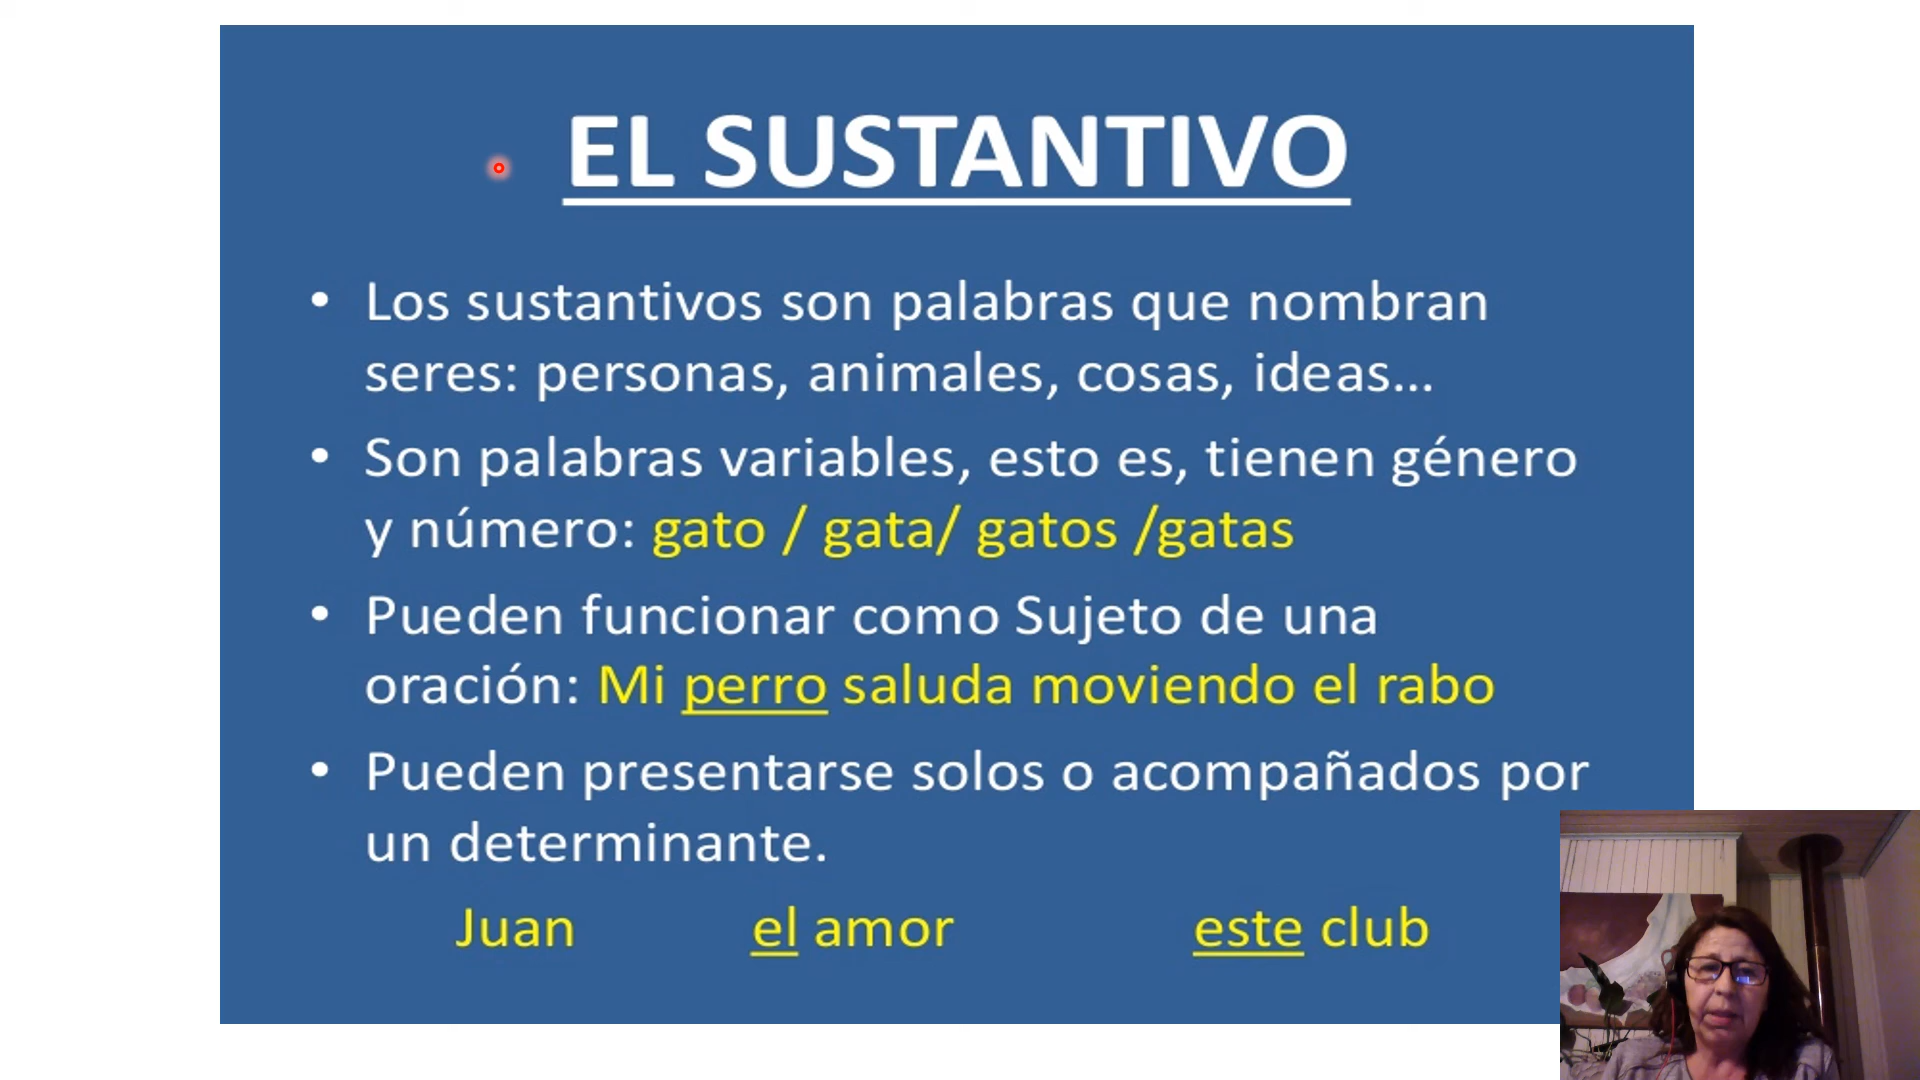 EL SUSTANTIVO
• Los sustantivos son palabras que nombran
seres: personas, animales, cosas, ideas...
• Son palabras variables, esto es, tienen género
y número: gato / gata/ gatos /gatas
• Pueden funcionar como Sujeto de una
oración: Mi perro saluda moviendo el rabo
• Pueden presentarse solos o acompañados por
un determinante.
Juan el amor este club